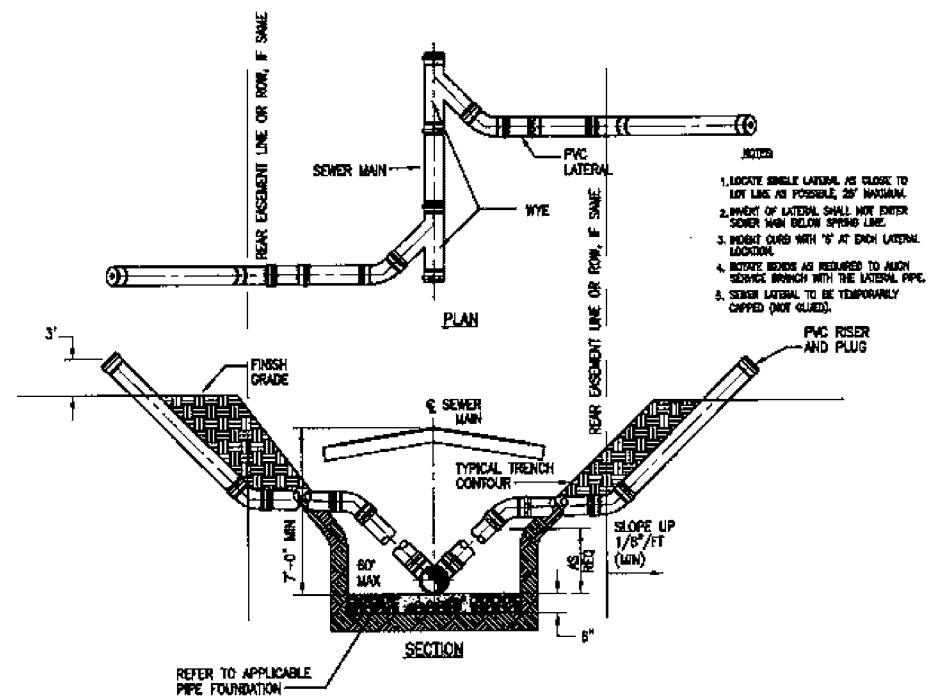 REAR EASEMENT LINE OR ROW, IF SAME
SEWER MAIN
PVC
LATERAL
WYE
PLAN
REAR EASEMENT LINE OR ROW, IF SAME
NOTES
1. LOCATE SINGLE LATERAL AS CLOSE TO
LOT LINE AS POSSIBLE, 25' MAXIMUM.
2. INVERT OF LATERAL SHALL NOT ENTER
SEWER MAIN BELOW SPRING LINE.
3. INDENT CURB WITH "S" AT EACH LATERAL
LOCATION.
4. ROTATE BENDS AS REQUIRED TO ALIGN
SERVICE BRANCH WITH THE LATERAL PIPE.
5. SEWER LATERAL TO BE TEMPORARILY
CAPPED (NOT GLUED).
3'
FINISH
GRADE
PVC RISER
AND PLUG
℄ SEWER
MAIN
TYPICAL TRENCH
CONTOUR
7'-0" MIN
60°
MAX
AS
REQ
SLOPE UP
1/8"/FT
(MIN)
6"
SECTION
REFER TO APPLICABLE
PIPE FOUNDATION